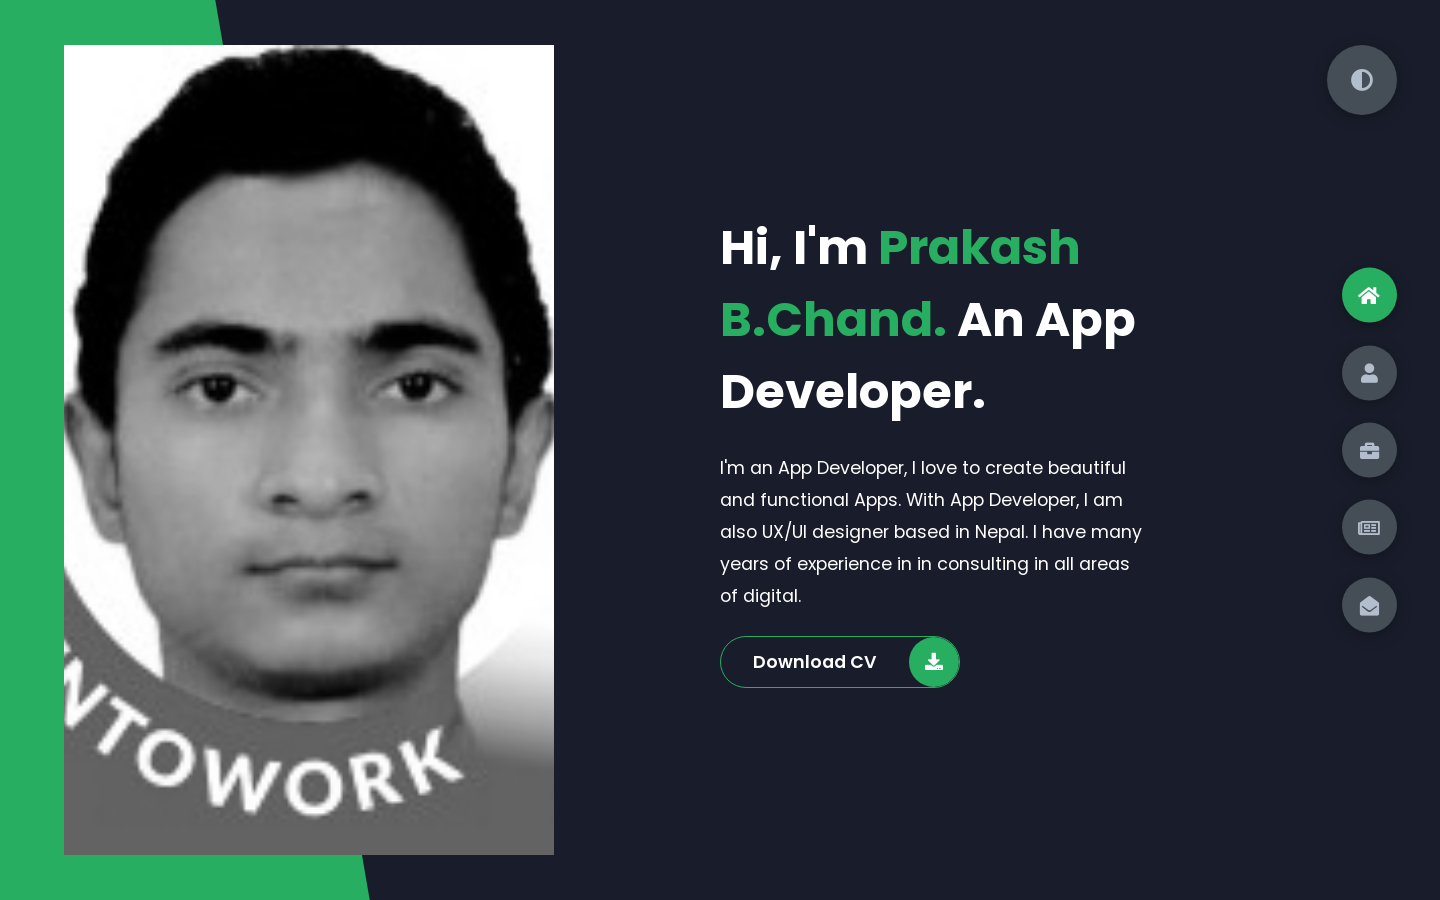 NTOWORK
Hi, I'm Prakash
B.Chand. An App
Developer.
I'm an App Developer, I love to create beautiful
and functional Apps. With App Developer, I am
also UX/UI designer based in Nepal. I have many
years of experience in in consulting in all areas
of digital.
Download CV